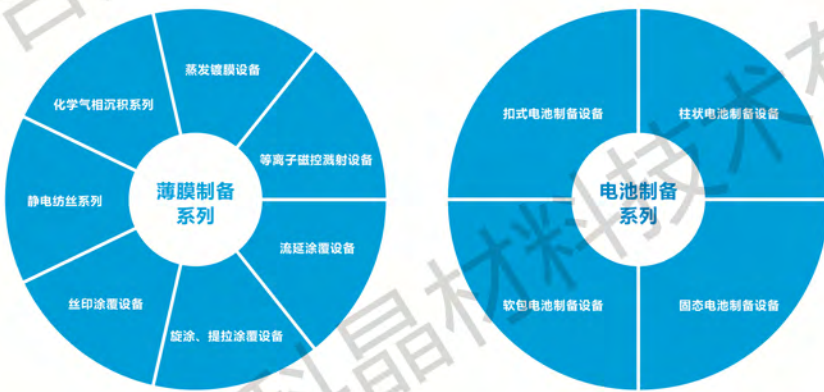 蒸发镀膜设备
化学气相沉积系列
等离子磁控溅射设备
静电纺丝系列
薄膜制备
系列
流延涂覆设备
丝印涂覆设备
旋涂、提拉涂覆设备
扣式电池制备设备
柱状电池制备设备
电池制备
系列
软包电池制备设备
固态电池制备设备
科晶材料技术有